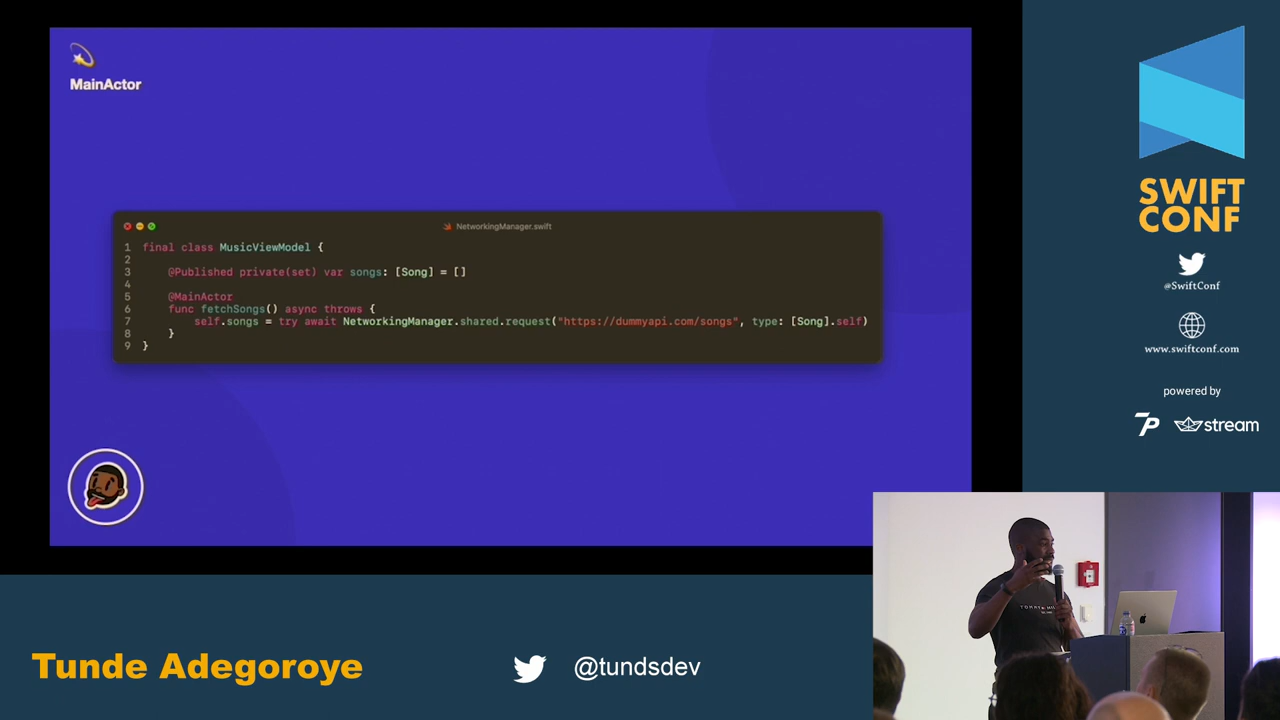 MainActor
NetworkingManager.swift
1 final class MusicViewModel {
2
3 @Published private(set) var songs: [Song] = []
4
5 @MainActor
6 func fetchSongs() async throws {
7 self.songs = try await NetworkingManager.shared.request("https://dummyapi.com/songs", type: [Song].self)
8 }
9 }
SWIFT
CONF
@SwiftConf
www.swiftconf.com
powered by
stream
Tunde Adegoroye
@tundsdev